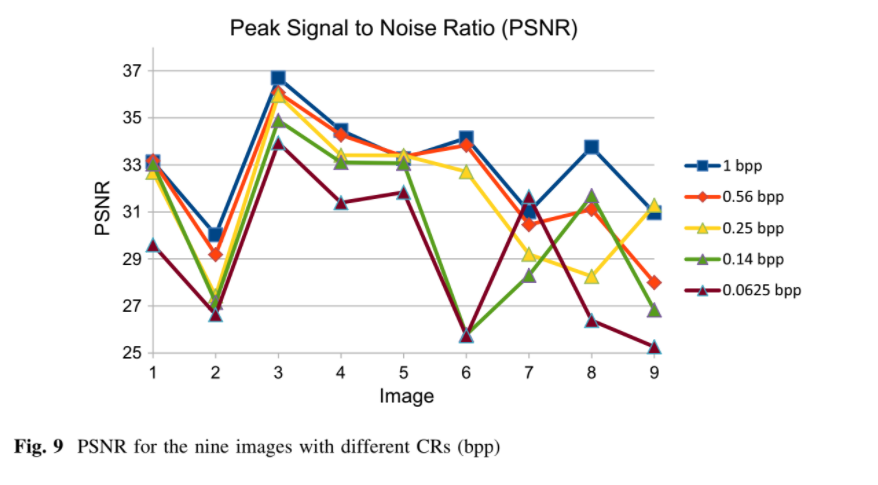 Peak Signal to Noise Ratio (PSNR)
37
35
33
31
29
27
25
PSNR
1 2 3 4 5 6 7 8 9
Image
1 bpp
0.56 bpp
0.25 bpp
0.14 bpp
0.0625 bpp
Fig. 9 PSNR for the nine images with different CRs (bpp)